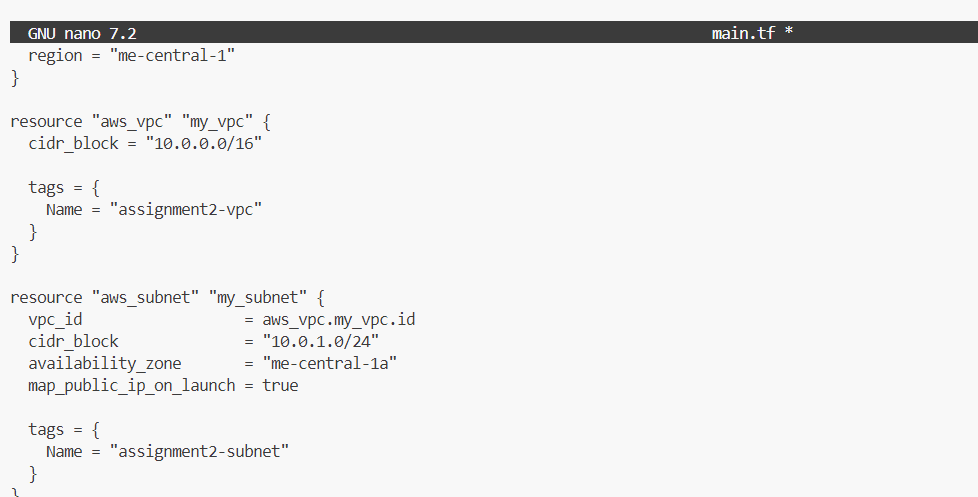 GNU nano 7.2 main.tf *
region = "me-central-1"
}
resource "aws_vpc" "my_vpc" {
cidr_block = "10.0.0.0/16"
tags = {
Name = "assignment2-vpc"
}
}
resource "aws_subnet" "my_subnet" {
vpc_id = aws_vpc.my_vpc.id
cidr_block = "10.0.1.0/24"
availability_zone = "me-central-1a"
map_public_ip_on_launch = true
tags = {
Name = "assignment2-subnet"
}
}